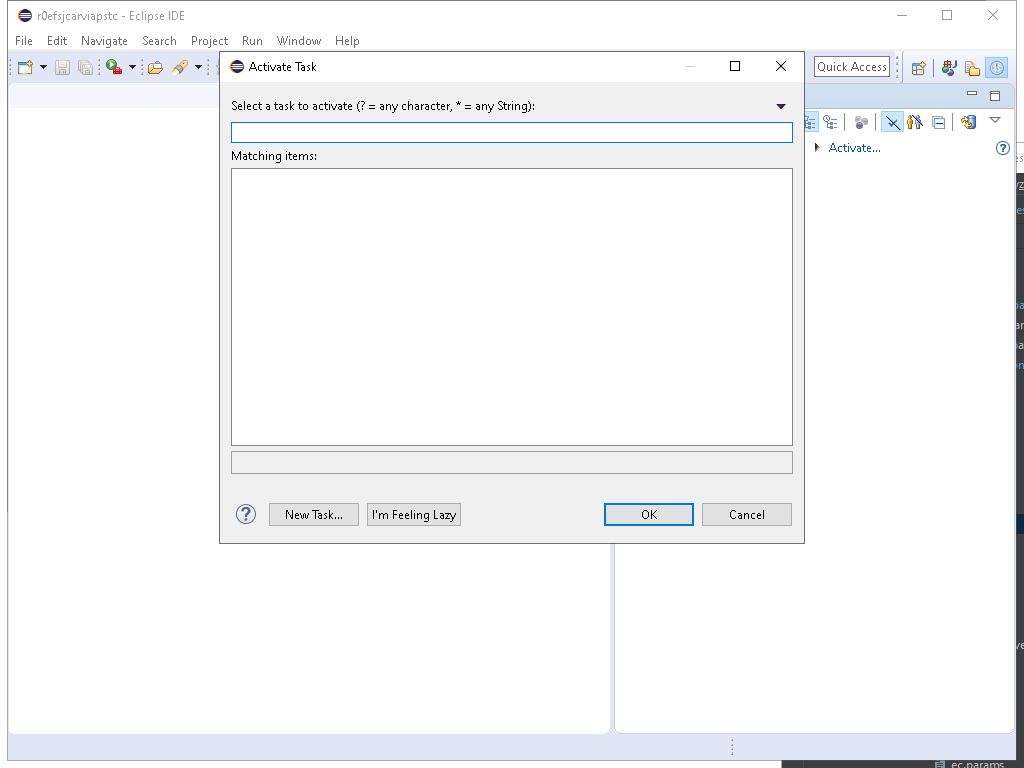 r0efsjcarviapstc - Eclipse IDE
File Edit Navigate Search Project Run Window Help
Activate Task
Quick Access
Select a task to activate (? = any character, * = any String):
Matching items:
Activate...
New Task...
I'm Feeling Lazy
OK
Cancel
ec.params